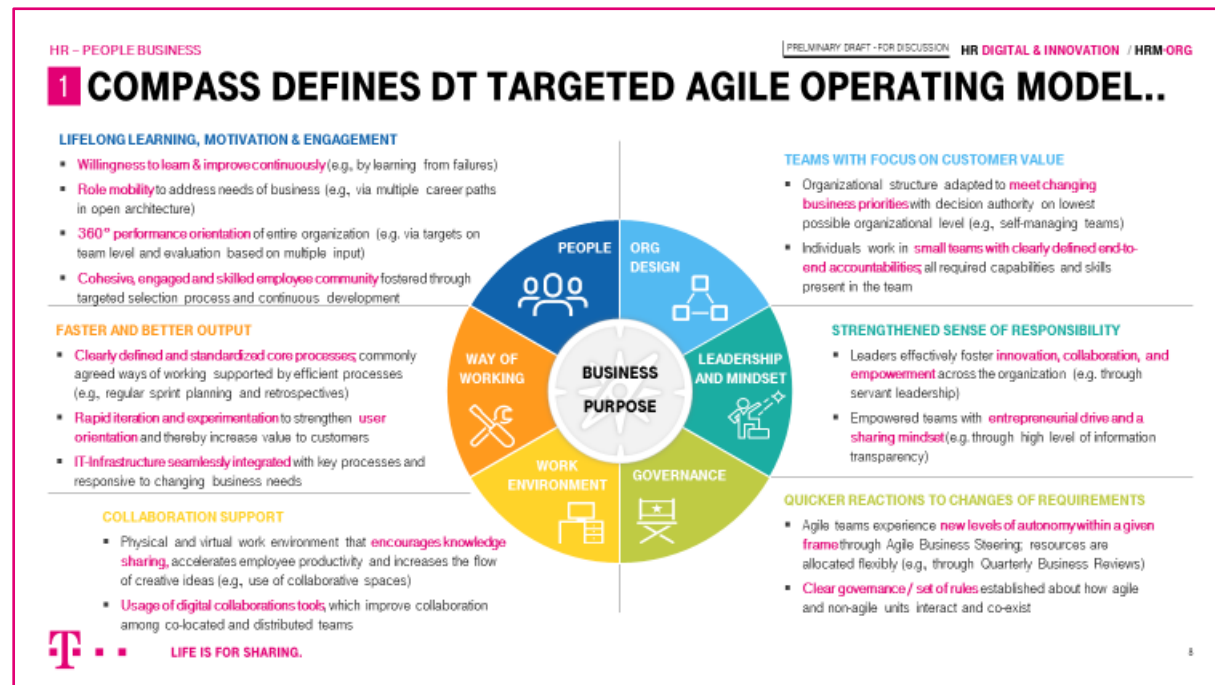 HR – PEOPLE BUSINESS
PRELMINARY DRAFT - FOR DISCUSSION
HR DIGITAL & INNOVATION / HRM-ORG
1 COMPASS DEFINES DT TARGETED AGILE OPERATING MODEL..
LIFELONG LEARNING, MOTIVATION & ENGAGEMENT
▪ Willingness to learn & improve continuously (e.g., by learning from failures)
▪ Role mobility to address needs of business (e.g., via multiple career paths
in open architecture)
▪ 360° performance orientation of entire organization (e.g. via targets on
team level and evaluation based on multiple input)
▪ Cohesive, engaged and skilled employee community fostered through
targeted selection process and continuous development
FASTER AND BETTER OUTPUT
▪ Clearly defined and standardized core processes, commonly
agreed ways of working supported by efficient processes
(e.g., regular sprint planning and retrospectives)
▪ Rapid iteration and experimentation to strengthen user
orientation and thereby increase value to customers
▪ IT-Infrastructure seamlessly integrated with key processes and
responsive to changing business needs
COLLABORATION SUPPORT
▪ Physical and virtual work environment that encourages knowledge
sharing, accelerates employee productivity and increases the flow
of creative ideas (e.g., use of collaborative spaces)
▪ Usage of digital collaborations tools, which improve collaboration
among co-located and distributed teams
PEOPLE
ORG
DESIGN
WAY OF
WORKING
LEADERSHIP
AND MINDSET
BUSINESS
PURPOSE
WORK
ENVIRONMENT
GOVERNANCE
TEAMS WITH FOCUS ON CUSTOMER VALUE
▪ Organizational structure adapted to meet changing
business priorities with decision authority on lowest
possible organizational level (e.g., self-managing teams)
▪ Individuals work in small teams with clearly defined end-to-
end accountabilities; all required capabilities and skills
present in the team
STRENGTHENED SENSE OF RESPONSIBILITY
▪ Leaders effectively foster innovation, collaboration, and
empowerment across the organization (e.g. through
servant leadership)
▪ Empowered teams with entrepreneurial drive and a
sharing mindset (e.g. through high level of information
transparency)
QUICKER REACTIONS TO CHANGES OF REQUIREMENTS
▪ Agile teams experience new levels of autonomy within a given
frame through Agile Business Steering; resources are
allocated flexibly (e.g., through Quarterly Business Reviews)
▪ Clear governance / set of rules established about how agile
and non-agile units interact and co-exist
T
LIFE IS FOR SHARING.
8